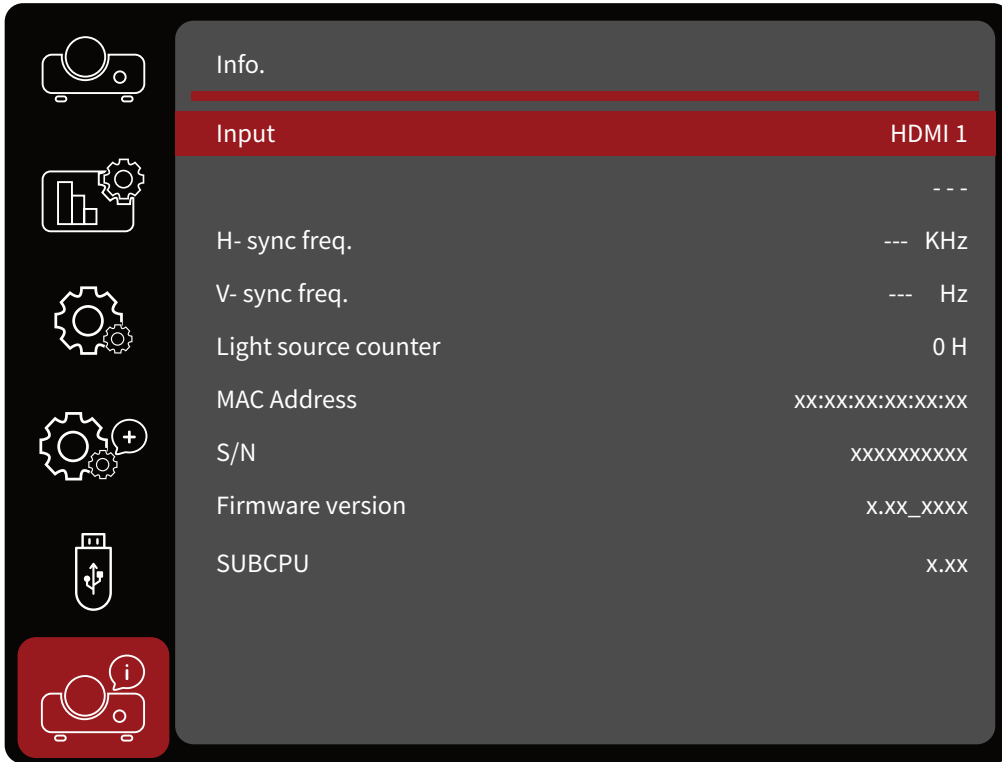 Info.
Input HDMI 1
- - -
H- sync freq. --- KHz
V- sync freq. --- Hz
Light source counter 0 H
MAC Address xx:xx:xx:xx:xx:xx
S/N xxxxxxxxxx
Firmware version x.xx_xxxx
SUBCPU x.xx